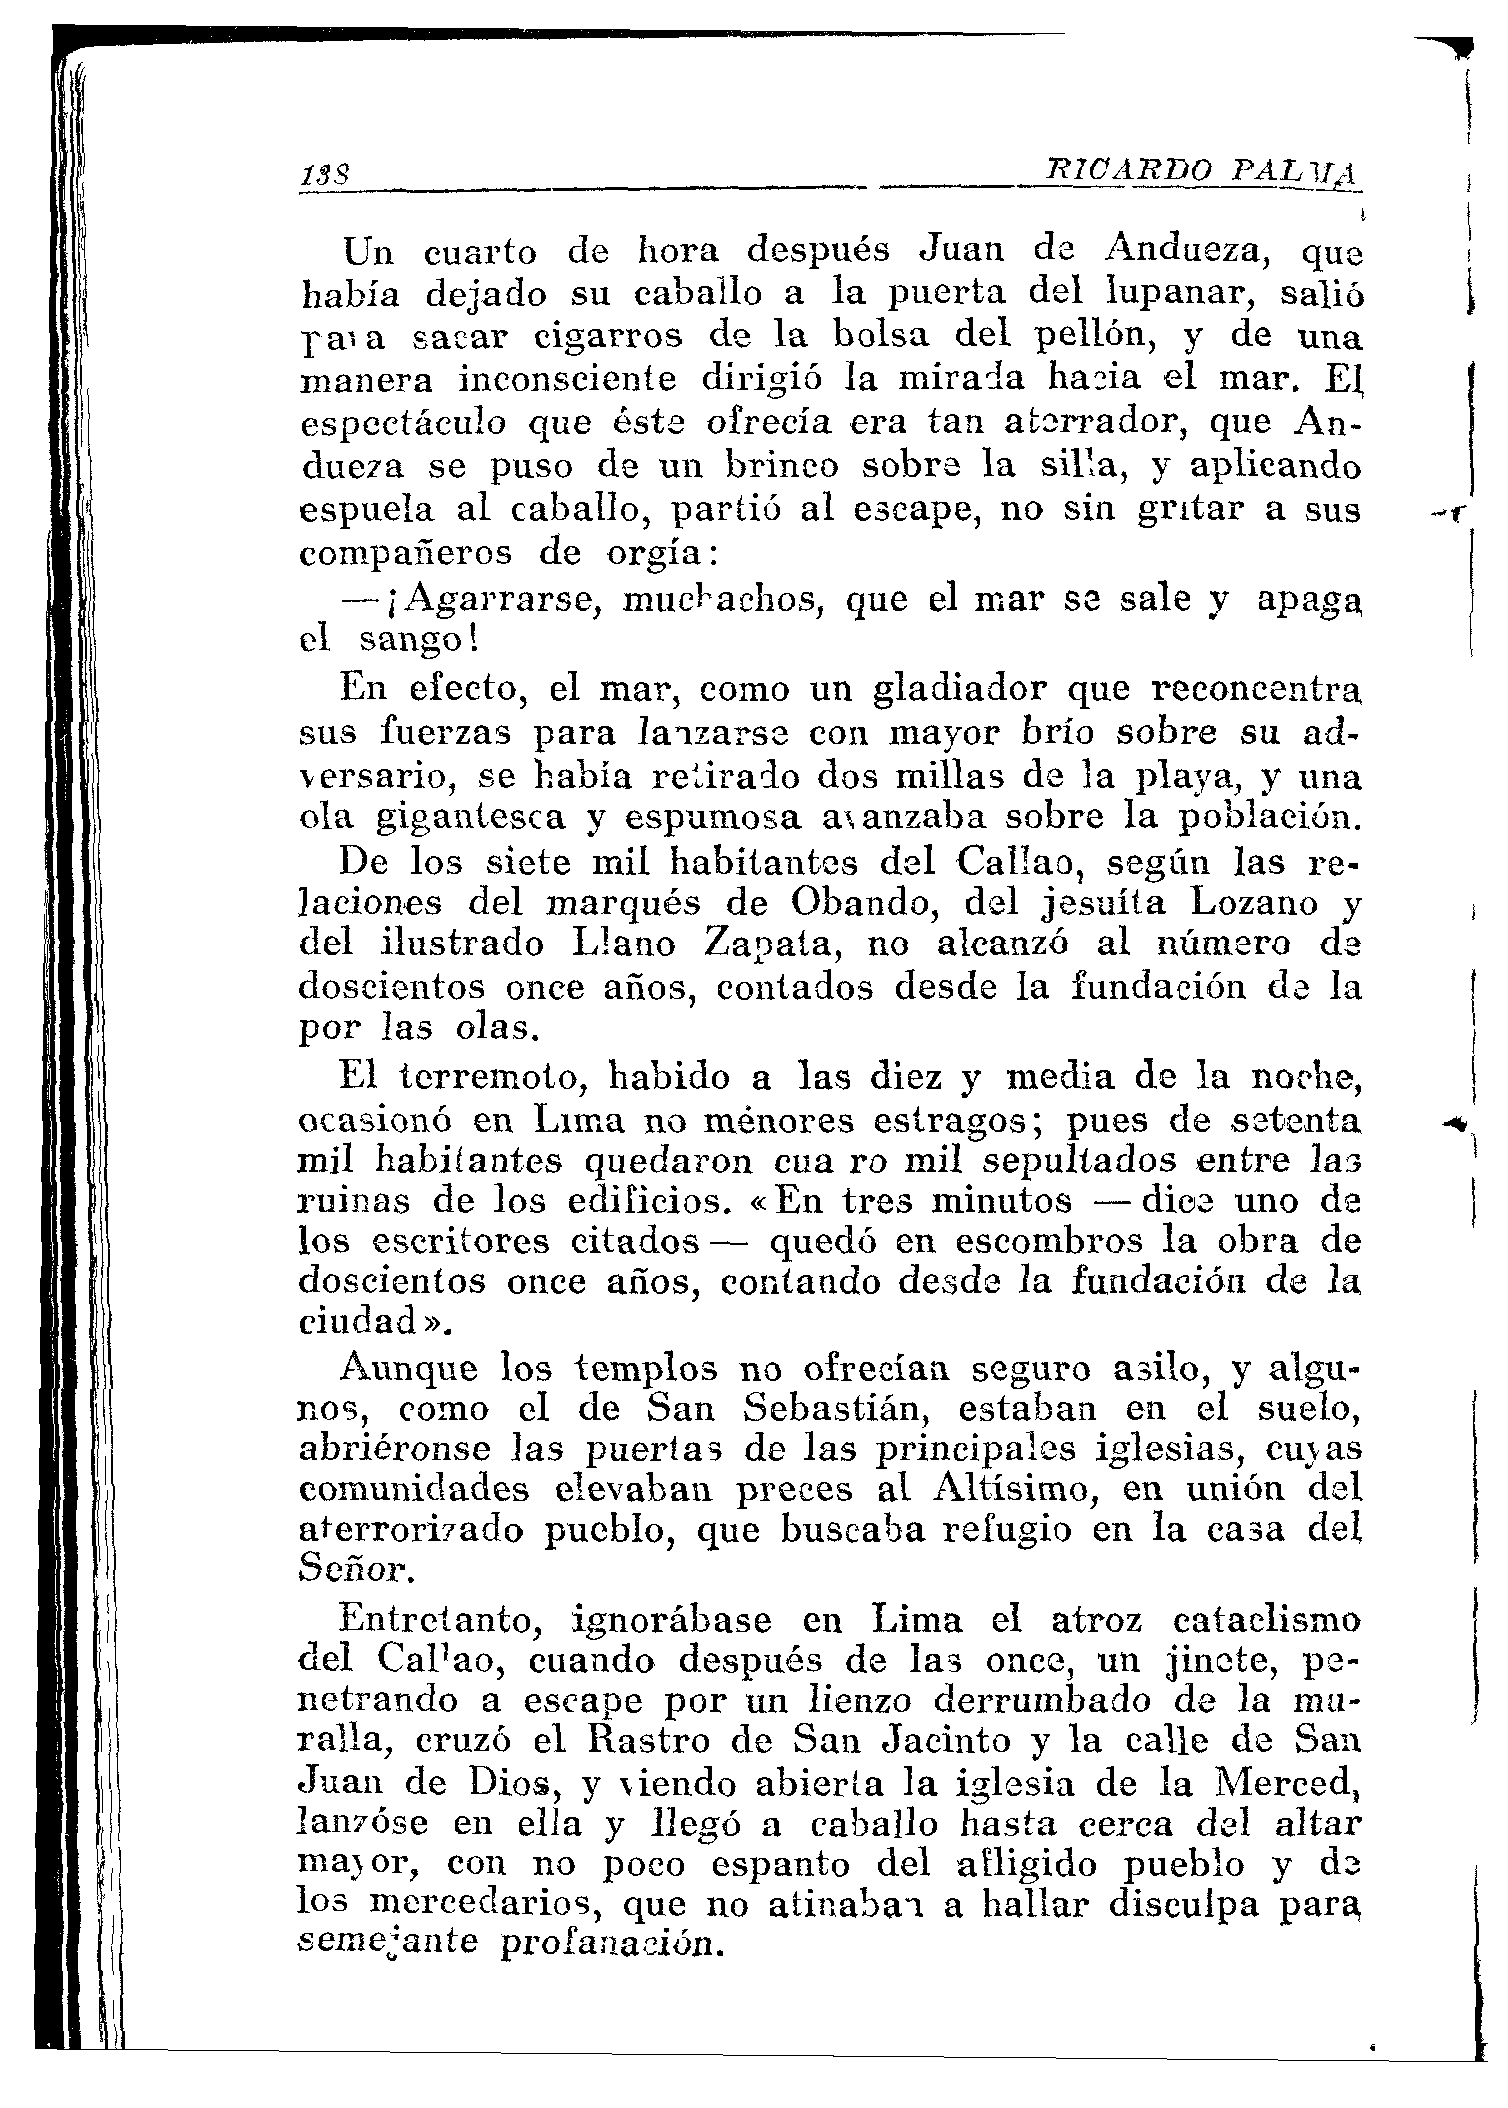 138 RICARDO PALMA
Un cuarto de hora después Juan de Andueza, que
había dejado su caballo a la puerta del lupanar, salió
para sacar cigarros de la bolsa del pellón, y de una
manera inconsciente dirigió la mirada hacia el mar. El
espectáculo que éste ofrecía era tan aterrador, que An-
dueza se puso de un brinco sobre la silla, y aplicando
espuela al caballo, partió al escape, no sin gritar a sus
compañeros de orgía:
—¡Agarrarse, muchachos, que el mar se sale y apaga
el sango!
En efecto, el mar, como un gladiador que reconcentra
sus fuerzas para lanzarse con mayor brío sobre su ad-
versario, se había retirado dos millas de la playa, y una
ola gigantesca y espumosa avanzaba sobre la población.
De los siete mil habitantes del Callao, según las re-
laciones del marqués de Obando, del jesuíta Lozano y
del ilustrado Llano Zapata, no alcanzó al número de
doscientos once años, contados desde la fundación de la
por las olas.
El terremoto, habido a las diez y media de la noche,
ocasionó en Lima no ménores estragos; pues de setenta
mil habitantes quedaron cua ro mil sepultados entre las
ruinas de los edificios. «En tres minutos —dice uno de
los escritores citados— quedó en escombros la obra de
doscientos once años, contando desde la fundación de la
ciudad».
Aunque los templos no ofrecían seguro asilo, y algu-
nos, como el de San Sebastián, estaban en el suelo,
abriéronse las puertas de las principales iglesias, cuyas
comunidades elevaban preces al Altísimo, en unión del
aterrorizado pueblo, que buscaba refugio en la casa del
Señor.
Entretanto, ignorábase en Lima el atroz cataclismo
del Callao, cuando después de las once, un jinete, pe-
netrando a escape por un lienzo derrumbado de la mu-
ralla, cruzó el Rastro de San Jacinto y la calle de San
Juan de Dios, y viendo abierta la iglesia de la Merced,
lanzóse en ella y llegó a caballo hasta cerca del altar
mayor, con no poco espanto del afligido pueblo y de
los mercedarios, que no atinaban a hallar disculpa para
semejante profanación.